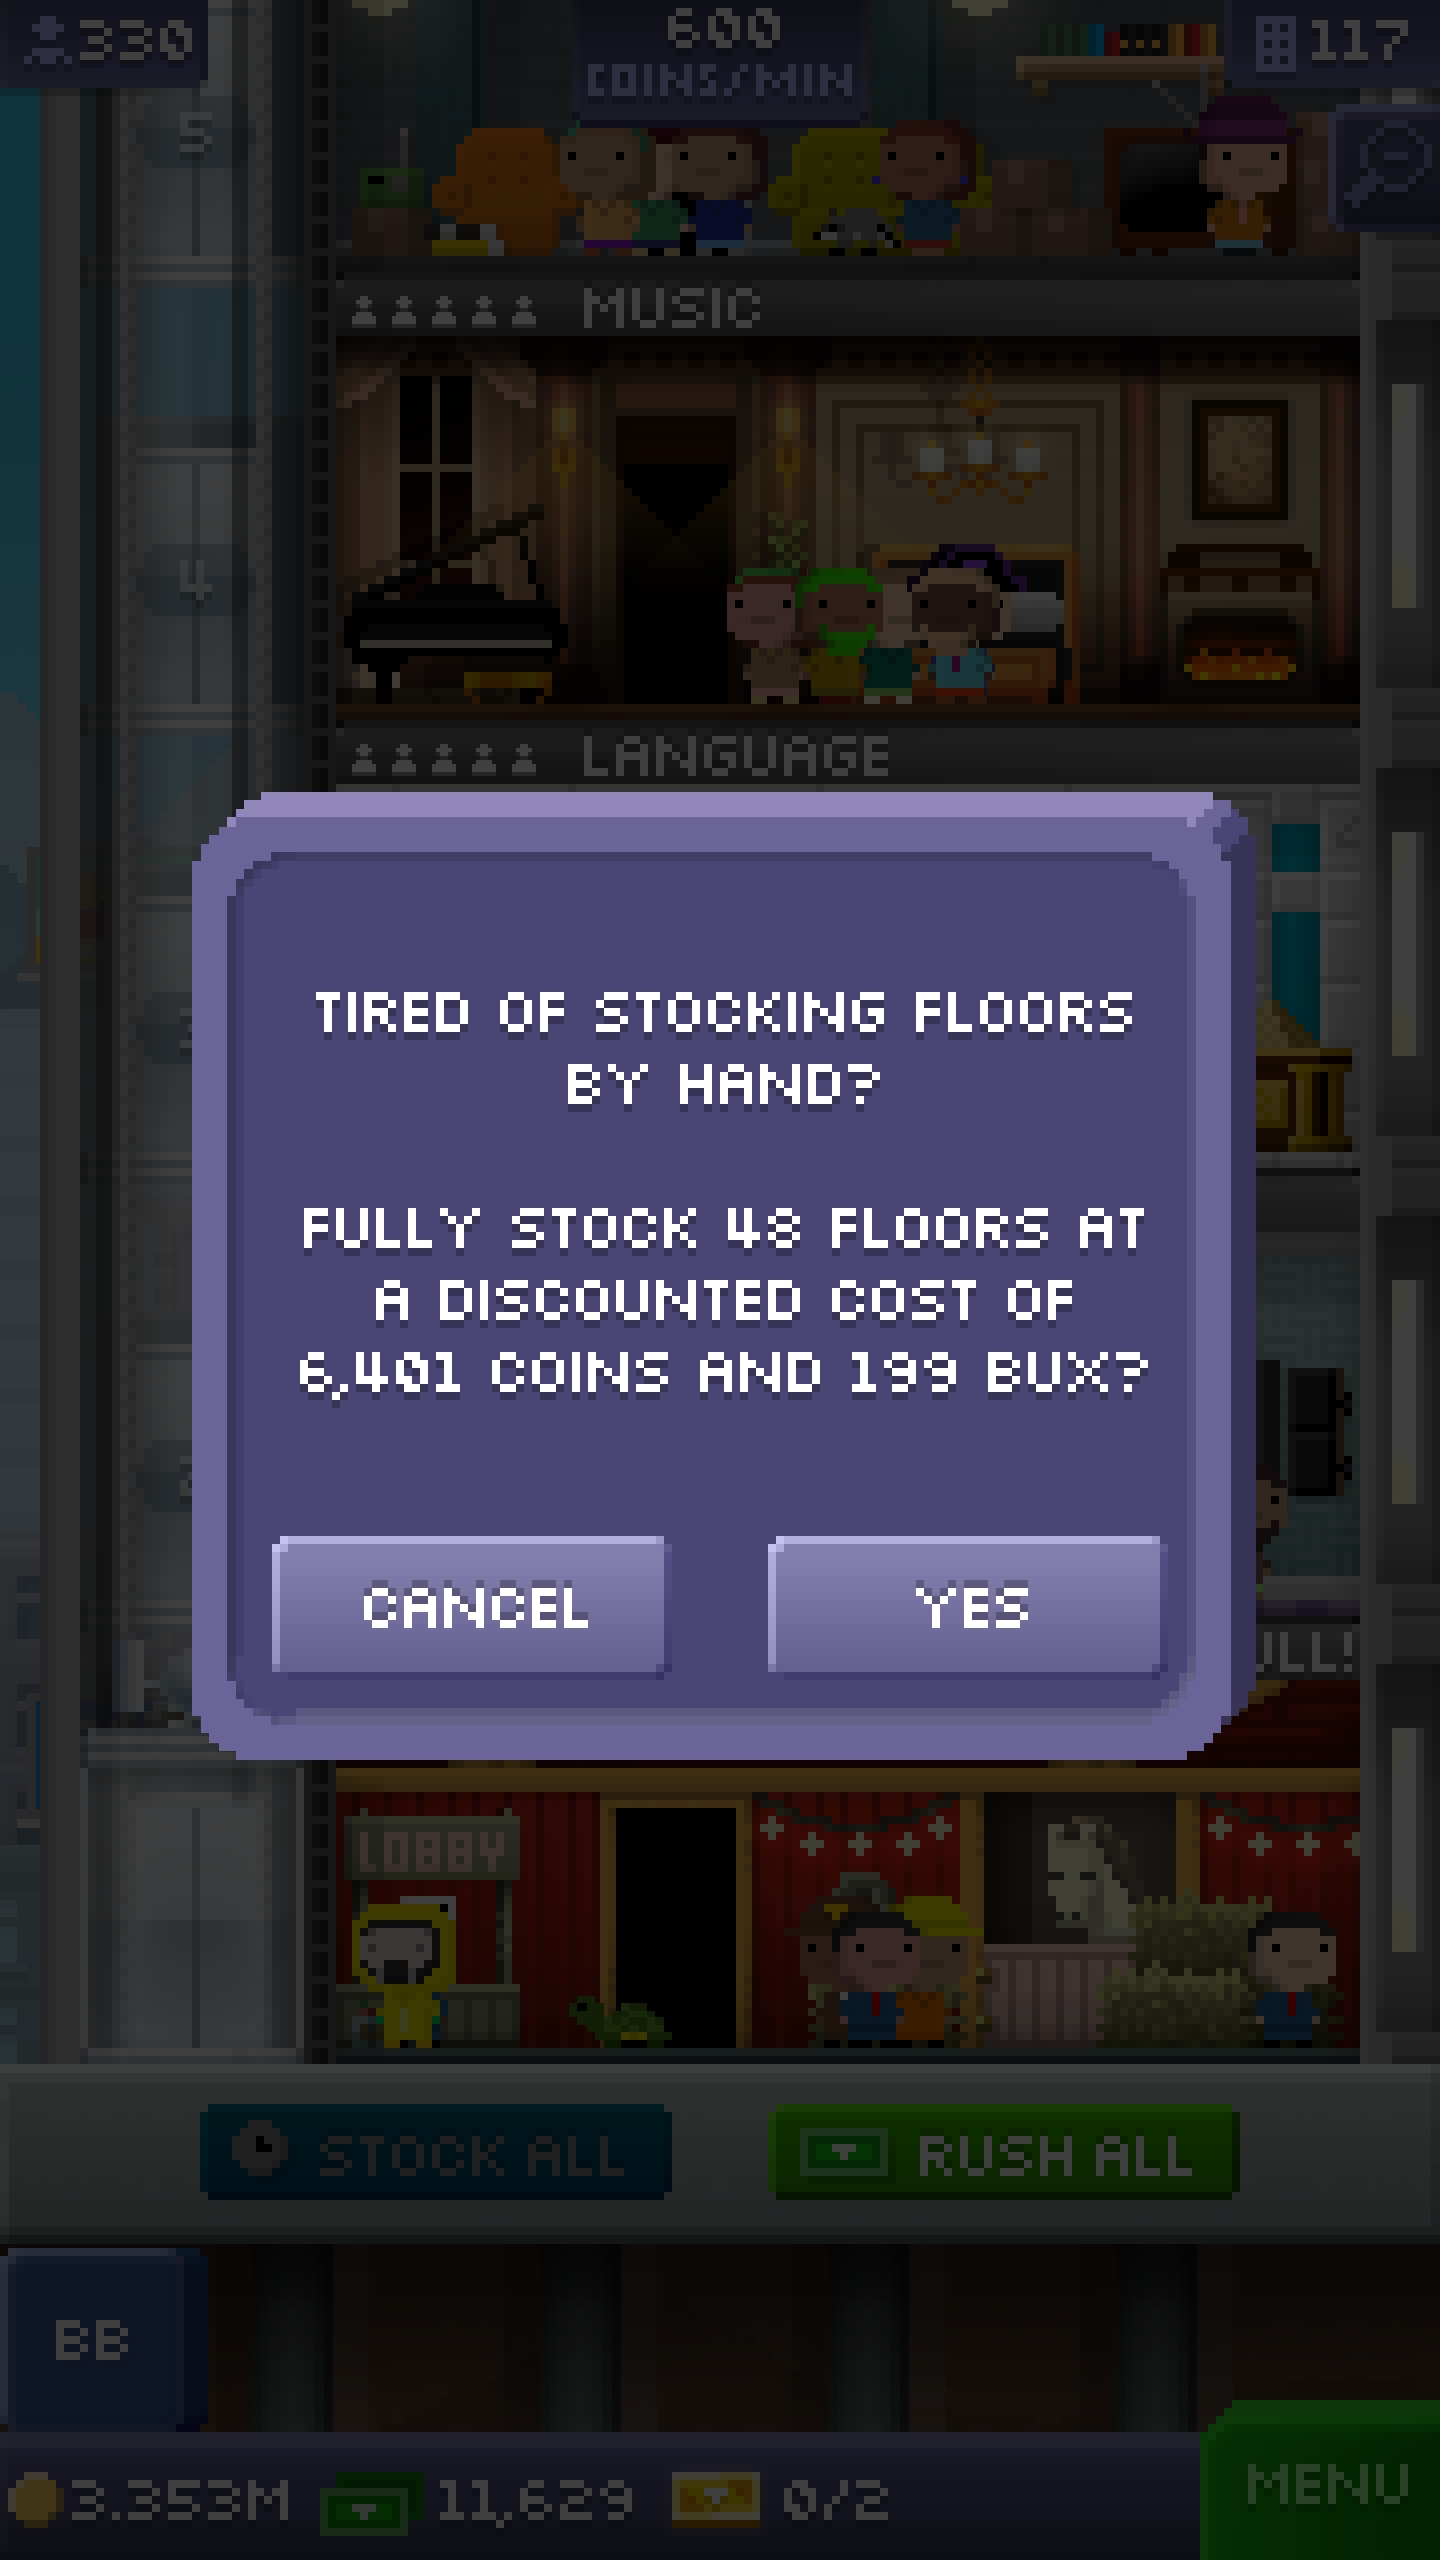 330
600
COINS/MIN
117
5
MUSIC
4
LANGUAGE
TIRED OF STOCKING FLOORS
BY HAND?
FULLY STOCK 48 FLOORS AT
A DISCOUNTED COST OF
6,401 COINS AND 199 BUX?
CANCEL
YES
LOBBY
STOCK ALL
RUSH ALL
BB
3.353M
11,629
0/2
MENU